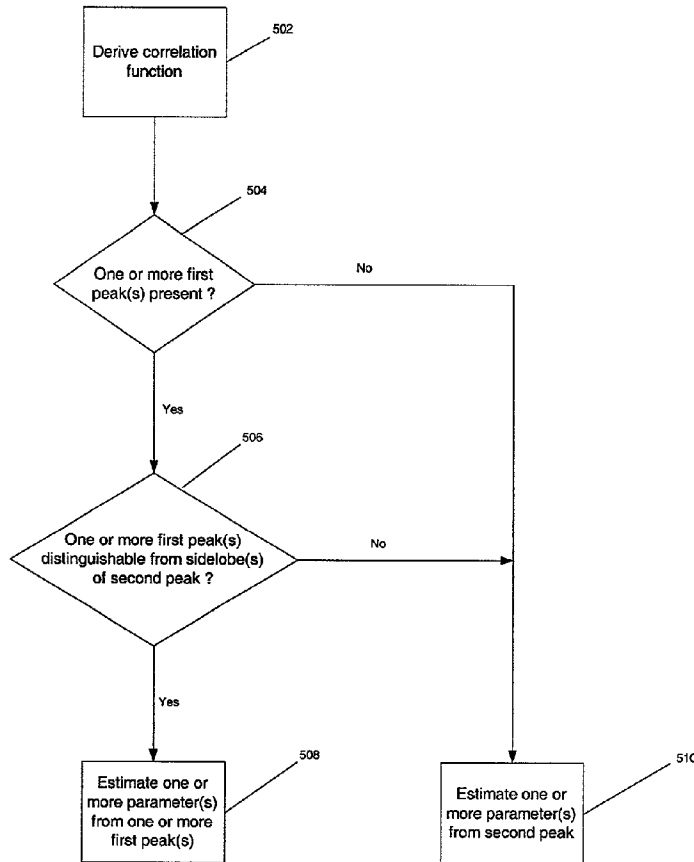 Derive correlation
function
502
504
One or more first
peak(s) present ?
No
Yes
506
One or more first peak(s)
distinguishable from sidelobe(s)
of second peak ?
No
Yes
508
Estimate one or
more parameter(s)
from one or more
first peak(s)
510
Estimate one or
more parameter(s)
from second peak